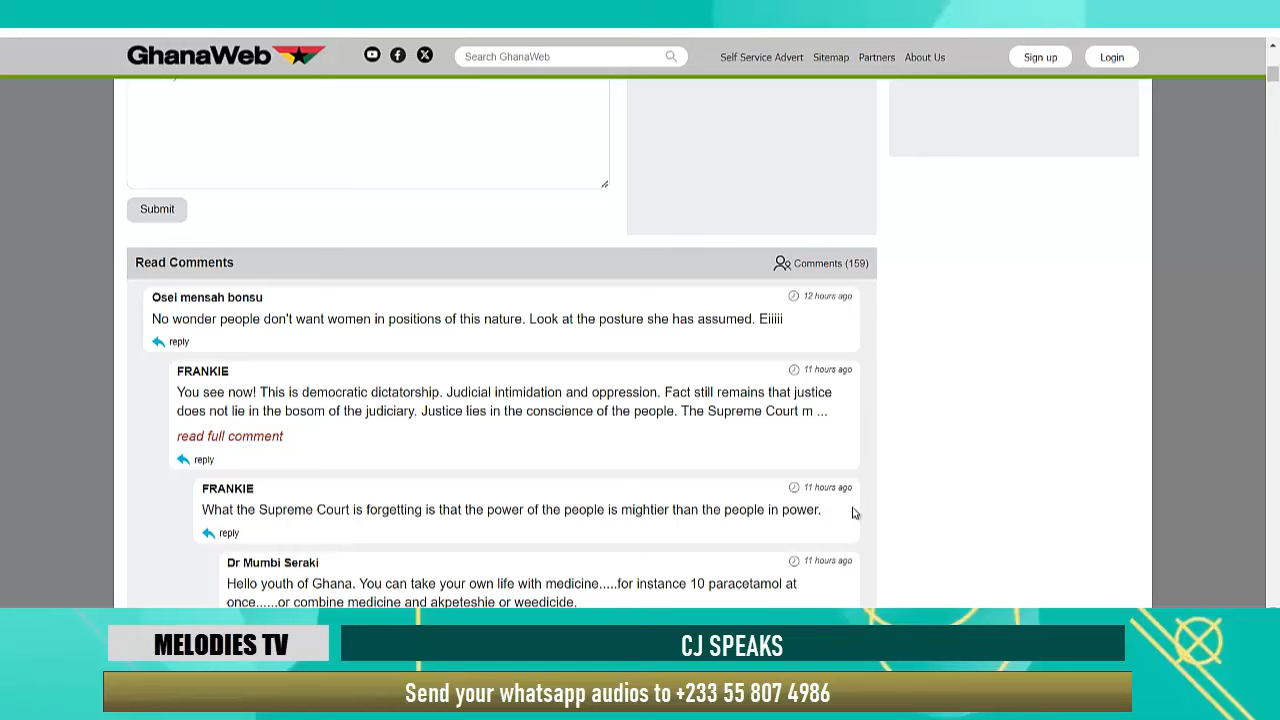 GhanaWeb
Search GhanaWeb
Self Service Advert Sitemap Partners About Us
Sign up Login
Submit
Read Comments Comments (159)
Osei mensah bonsu 12 hours ago
No wonder people don't want women in positions of this nature. Look at the posture she has assumed. Eiiiii
reply
FRANKIE 11 hours ago
You see now! This is democratic dictatorship. Judicial intimidation and oppression. Fact still remains that justice
does not lie in the bosom of the judiciary. Justice lies in the conscience of the people. The Supreme Court m ...
read full comment
reply
FRANKIE 11 hours ago
What the Supreme Court is forgetting is that the power of the people is mightier than the people in power.
reply
Dr Mumbi Seraki 11 hours ago
Hello youth of Ghana. You can take your own life with medicine.....for instance 10 paracetamol at
once......or combine medicine and akpeteshie or weedicide.
MELODIES TV
CJ SPEAKS
Send your whatsapp audios to +233 55 807 4986